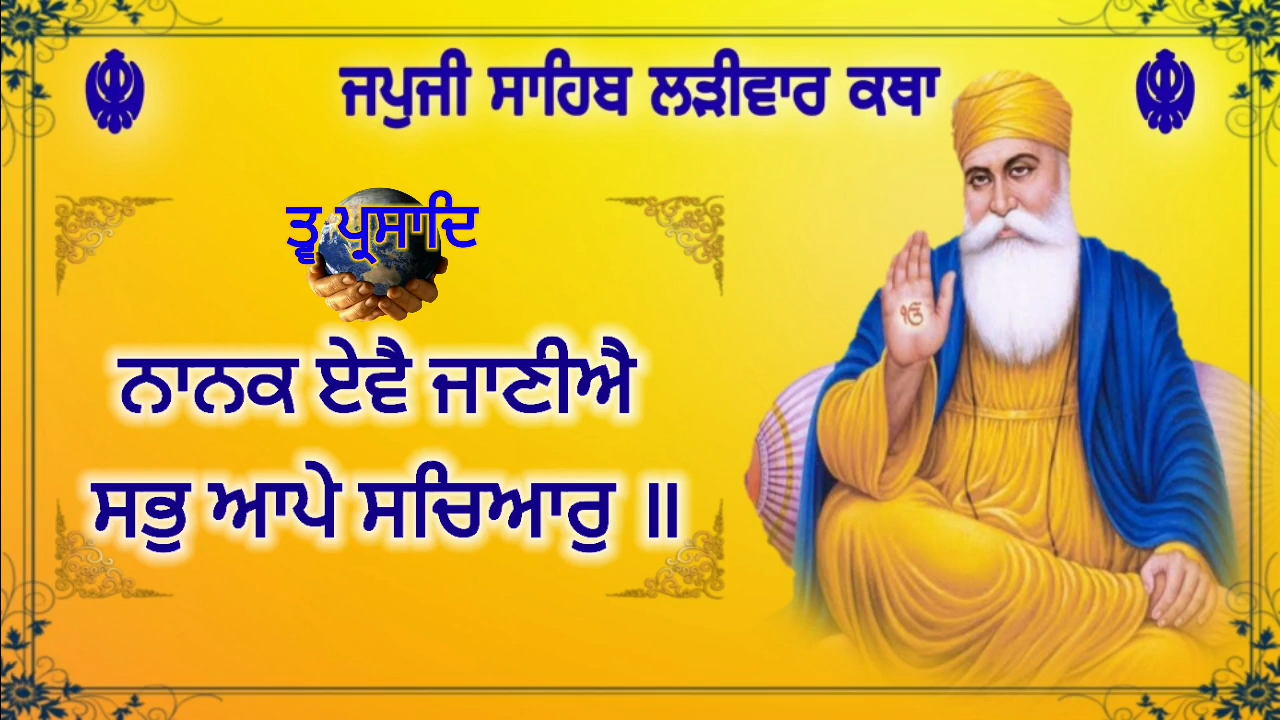 ਜਪੁਜੀ ਸਾਹਿਬ ਲੜੀਵਾਰ ਕਥਾ
ਤ੍ਵ ਪ੍ਰਸਾਦਿ
ੴ
ਨਾਨਕ ਏਵੈ ਜਾਣੀਐ
ਸਭੁ ਆਪੇ ਸਚਿਆਰੁ ॥